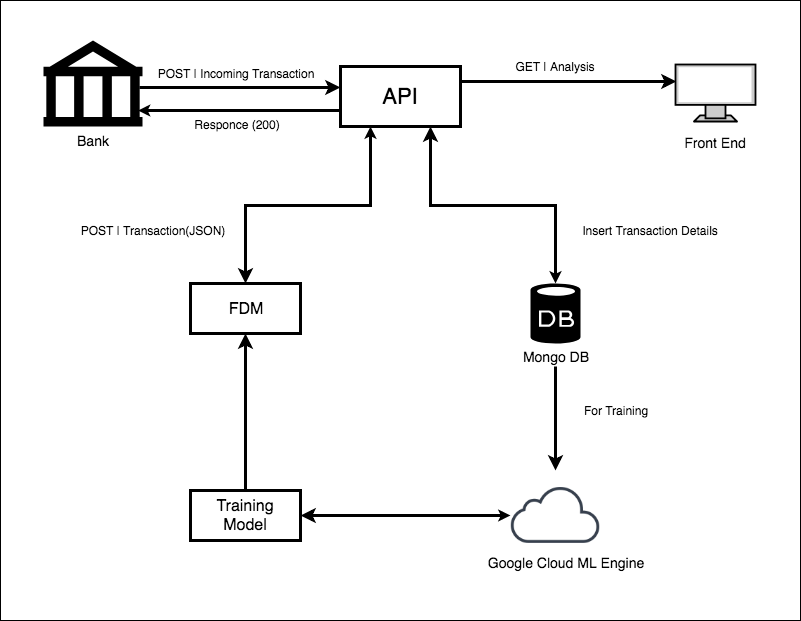 POST | Incoming Transaction
API
GET | Analysis
Responce (200)
Bank
Front End
POST | Transaction(JSON)
Insert Transaction Details
FDM
DB
Mongo DB
For Training
Training
Model
Google Cloud ML Engine